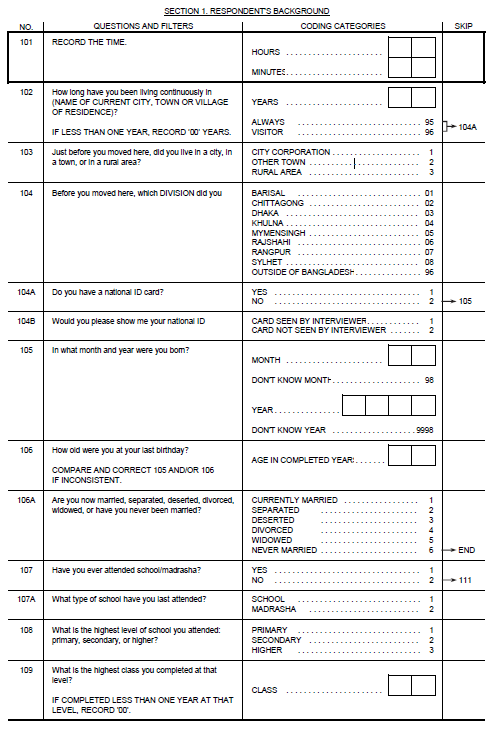 SECTION 1. RESPONDENT'S BACKGROUND
NO. QUESTIONS AND FILTERS CODING CATEGORIES SKIP
101 RECORD THE TIME.
HOURS ......................
MINUTES......................
102 How long have you been living continuously in
(NAME OF CURRENT CITY, TOWN OR VILLAGE
OF RESIDENCE)?
IF LESS THAN ONE YEAR, RECORD '00' YEARS.
YEARS ......................
ALWAYS ...................... 95
VISITOR ...................... 96
104A
103 Just before you moved here, did you live in a city, in
a town, or in a rural area?
CITY CORPORATION .................... 1
OTHER TOWN .................... 2
RURAL AREA .................... 3
104 Before you moved here, which DIVISION did you
BARISAL .................... 01
CHITTAGONG .................... 02
DHAKA .................... 03
KHULNA .................... 04
MYMENSINGH .................... 05
RAJSHAHI .................... 06
RANGPUR .................... 07
SYLHET .................... 08
OUTSIDE OF BANGLADESH .............. 96
104A Do you have a national ID card?
YES .................... 1
NO .................... 2 105
104B Would you please show me your national ID
CARD SEEN BY INTERVIEWER ............ 1
CARD NOT SEEN BY INTERVIEWER ....... 2
105 In what month and year were you born?
MONTH ......................
DON'T KNOW MONTH .................... 98
YEAR ..............
DON'T KNOW YEAR .................... 9998
106 How old were you at your last birthday?
COMPARE AND CORRECT 105 AND/OR 106
IF INCONSISTENT.
AGE IN COMPLETED YEARS .......
106A Are you now married, separated, deserted, divorced,
widowed, or have you never been married?
CURRENTLY MARRIED ................. 1
SEPARATED .................... 2
DESERTED .................... 3
DIVORCED .................... 4
WIDOWED .................... 5
NEVER MARRIED .................... 6 END
107 Have you ever attended school/madrasha?
YES .................... 1
NO .................... 2 111
107A What type of school have you last attended?
SCHOOL .................... 1
MADRASHA .................... 2
108 What is the highest level of school you attended:
primary, secondary, or higher?
PRIMARY .................... 1
SECONDARY .................... 2
HIGHER .................... 3
109 What is the highest class you completed at that
level?
IF COMPLETED LESS THAN ONE YEAR AT THAT
LEVEL, RECORD '00'.
CLASS ......................